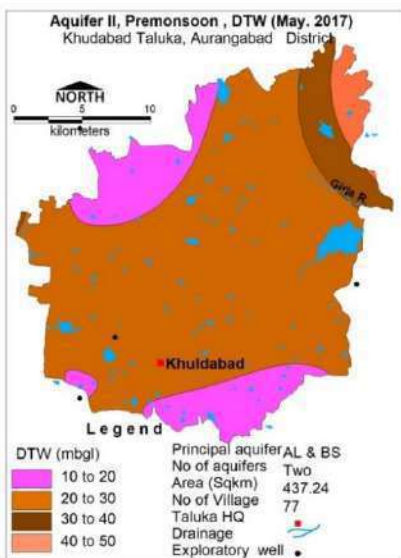 Aquifer II, Premonsoon , DTW (May. 2017)
Khudabad Taluka, Aurangabad District
NORTH
0 5 10
kilometers
Girja R.
Khuldabad
Legend
DTW (mbgl)
10 to 20
20 to 30
30 to 40
40 to 50
Principal aquifer AL & BS
No of aquifers Two
Area (Sqkm) 437.24
No of Village 77
Taluka HQ
Drainage
Exploratory well